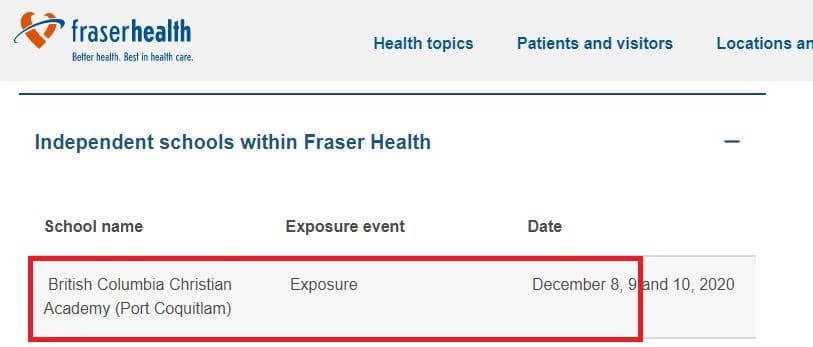 fraserhealth
Better health. Best in health care.
Health topics Patients and visitors Locations an
Independent schools within Fraser Health
School name Exposure event Date
British Columbia Christian Exposure December 8, 9 and 10, 2020
Academy (Port Coquitlam)